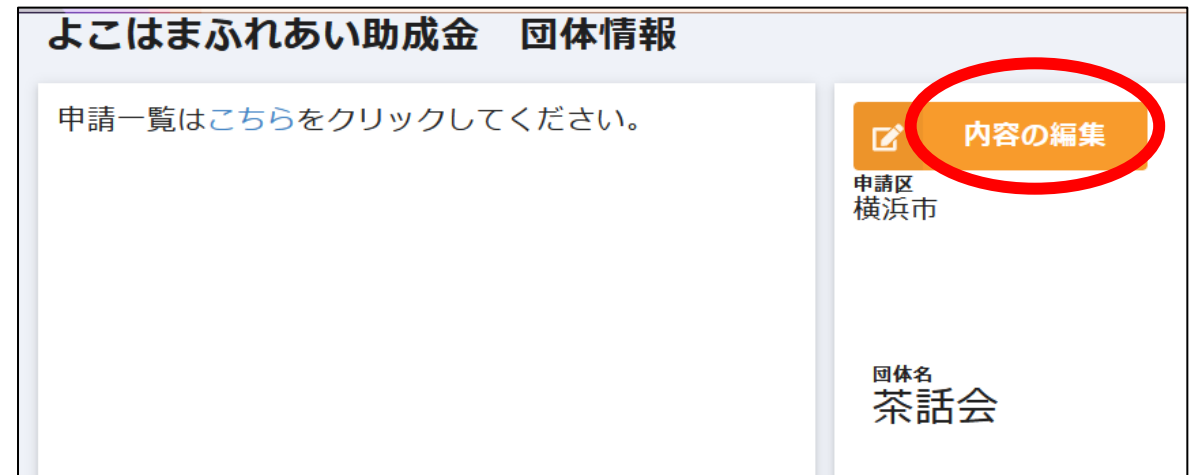 よこはまふれあい助成金　団体情報
申請一覧はこちらをクリックしてください。
内容の編集
申請区
横浜市
団体名
茶話会